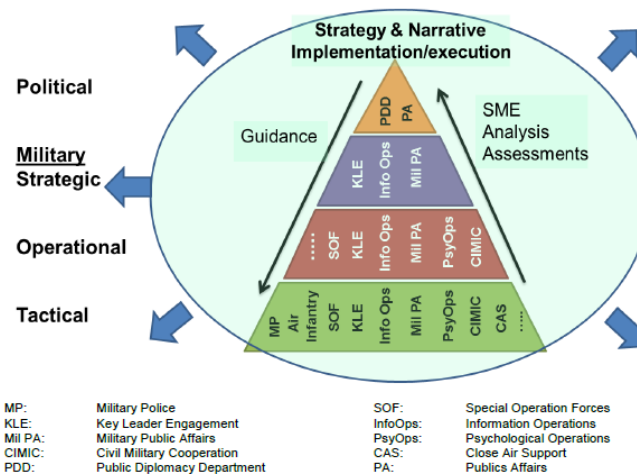 Strategy & Narrative
Implementation/execution
Political
Military
Strategic
Operational
Tactical
Guidance
SME
Analysis
Assessments
PDD
PA
KLE
Info Ops
Mil PA
.....
SOF
KLE
Info Ops
Mil PA
PsyOps
CIMIC
MP
Air
Infantry
SOF
KLE
Info Ops
Mil PA
PsyOps
CIMIC
CAS
.....
MP: Military Police
KLE: Key Leader Engagement
Mil PA: Military Public Affairs
CIMIC: Civil Military Cooperation
PDD: Public Diplomacy Department
SOF: Special Operation Forces
InfoOps: Information Operations
PsyOps: Psychological Operations
CAS: Close Air Support
PA: Publics Affairs